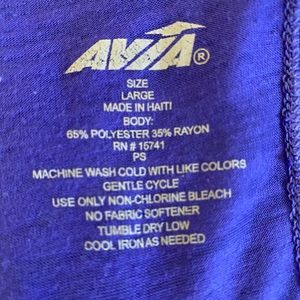 AVIA®
SIZE
LARGE
MADE IN HAITI
BODY:
65% POLYESTER 35% RAYON
RN # 15741
PS
MACHINE WASH COLD WITH LIKE COLORS
GENTLE CYCLE
USE ONLY NON-CHLORINE BLEACH
NO FABRIC SOFTENER
TUMBLE DRY LOW
COOL IRON AS NEEDED